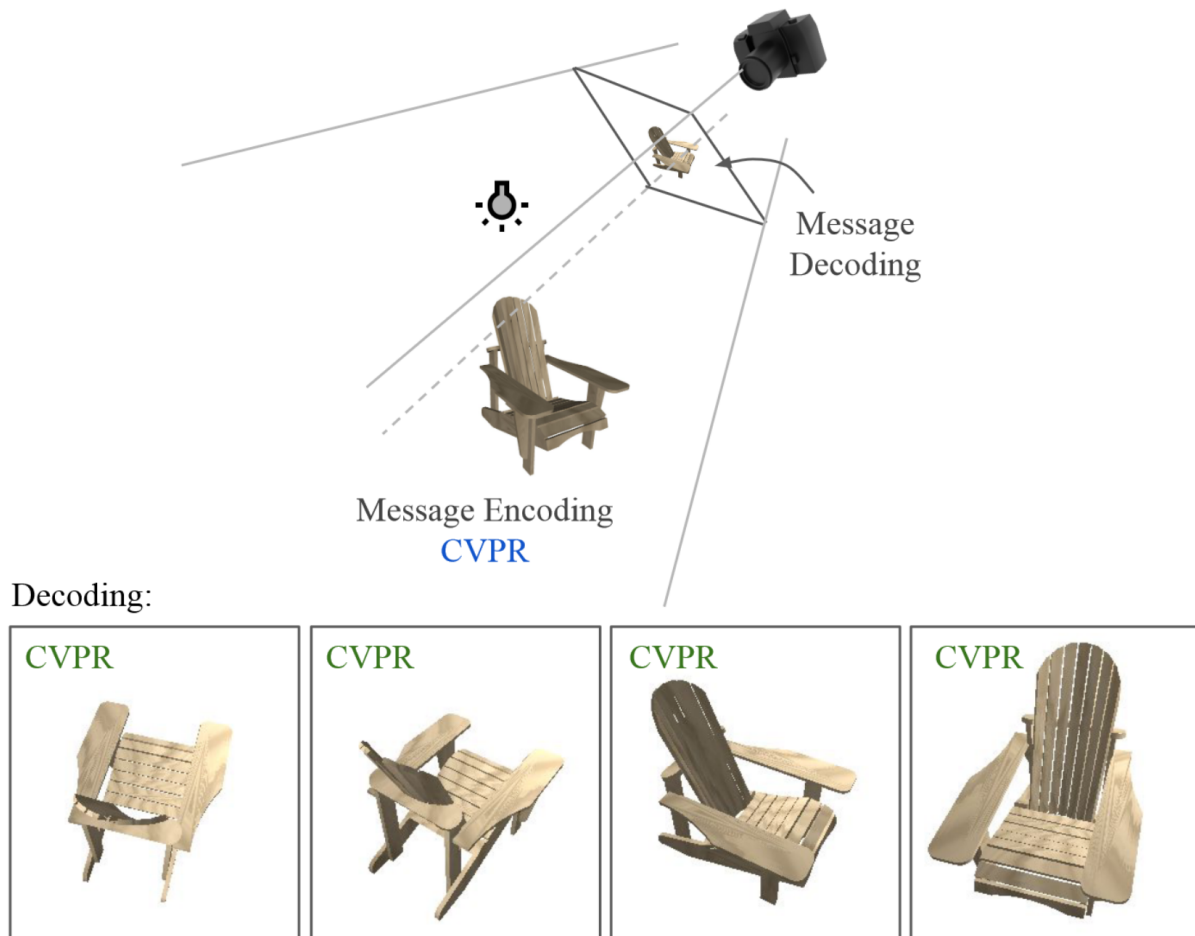 Message
Decoding
Message Encoding
CVPR
Decoding:
CVPR
CVPR
CVPR
CVPR